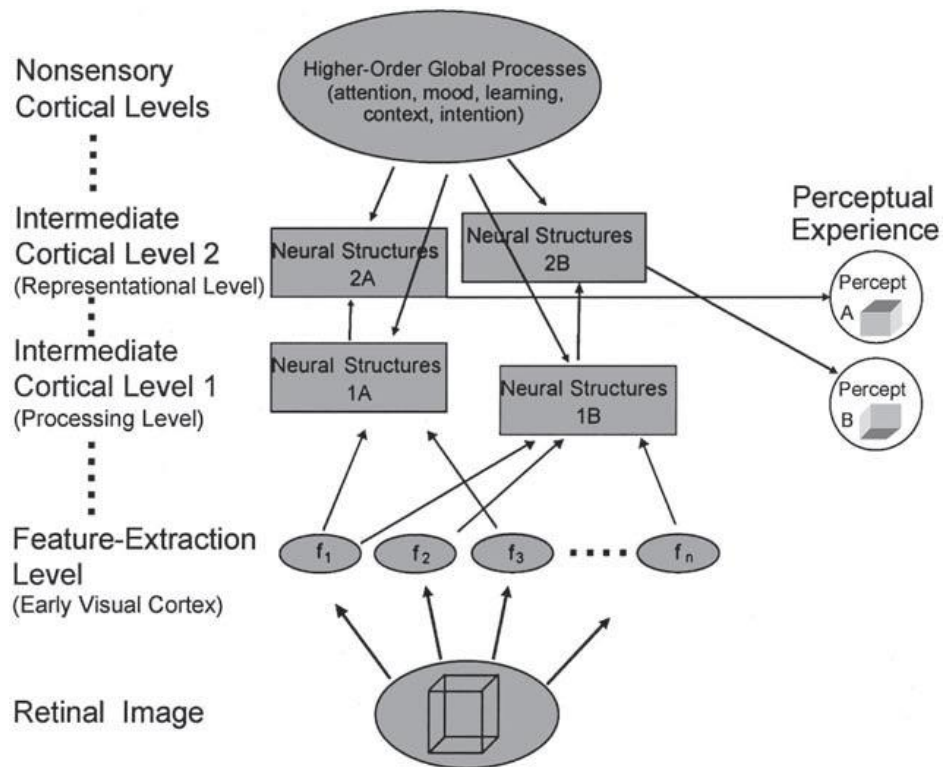 Nonsensory
Cortical Levels
Higher-Order Global Processes
(attention, mood, learning,
context, intention)
Intermediate
Cortical Level 2
(Representational Level)
Neural Structures
2A
Neural Structures
2B
Perceptual
Experience
Percept
A
Intermediate
Cortical Level 1
(Processing Level)
Neural Structures
1A
Neural Structures
1B
Percept
B
Feature-Extraction
Level
(Early Visual Cortex)
f1
f2
f3
fn
Retinal Image